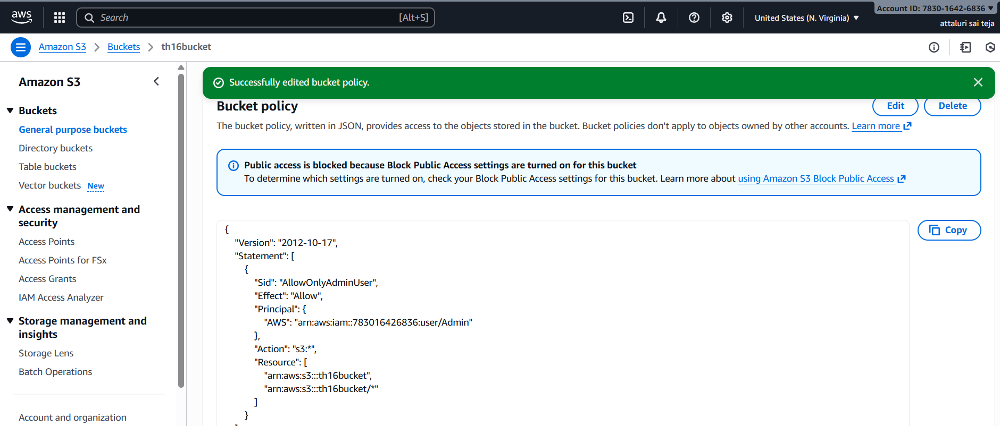 aws
Search
[Alt+S]
United States (N. Virginia)
Account ID: 7830-1642-6836
attaluri sai teja
Amazon S3
Buckets
th16bucket
Amazon S3
Buckets
General purpose buckets
Directory buckets
Table buckets
Vector buckets New
Access management and
security
Access Points
Access Points for FSx
Access Grants
IAM Access Analyzer
Storage management and
insights
Storage Lens
Batch Operations
Account and organization
Successfully edited bucket policy.
Bucket policy
Edit
Delete
The bucket policy, written in JSON, provides access to the objects stored in the bucket. Bucket policies don't apply to objects owned by other accounts. Learn more
Public access is blocked because Block Public Access settings are turned on for this bucket
To determine which settings are turned on, check your Block Public Access settings for this bucket. Learn more about using Amazon S3 Block Public Access
Copy
{
"Version": "2012-10-17",
"Statement": [
{
"Sid": "AllowOnlyAdminUser",
"Effect": "Allow",
"Principal": {
"AWS": "arn:aws:iam::783016426836:user/Admin"
},
"Action": "s3:*",
"Resource": [
"arn:aws:s3:::th16bucket",
"arn:aws:s3:::th16bucket/*"
]
}
]